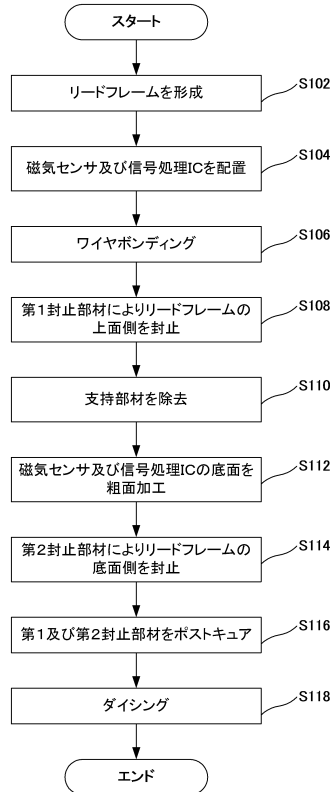 スタート
リードフレームを形成
S102
磁気センサ及び信号処理ICを配置
S104
ワイヤボンディング
S106
第1封止部材によりリードフレームの
上面側を封止
S108
支持部材を除去
S110
磁気センサ及び信号処理ICの底面を
粗面加工
S112
第2封止部材によりリードフレームの
底面側を封止
S114
第1及び第2封止部材をポストキュア
S116
ダイシング
S118
エンド